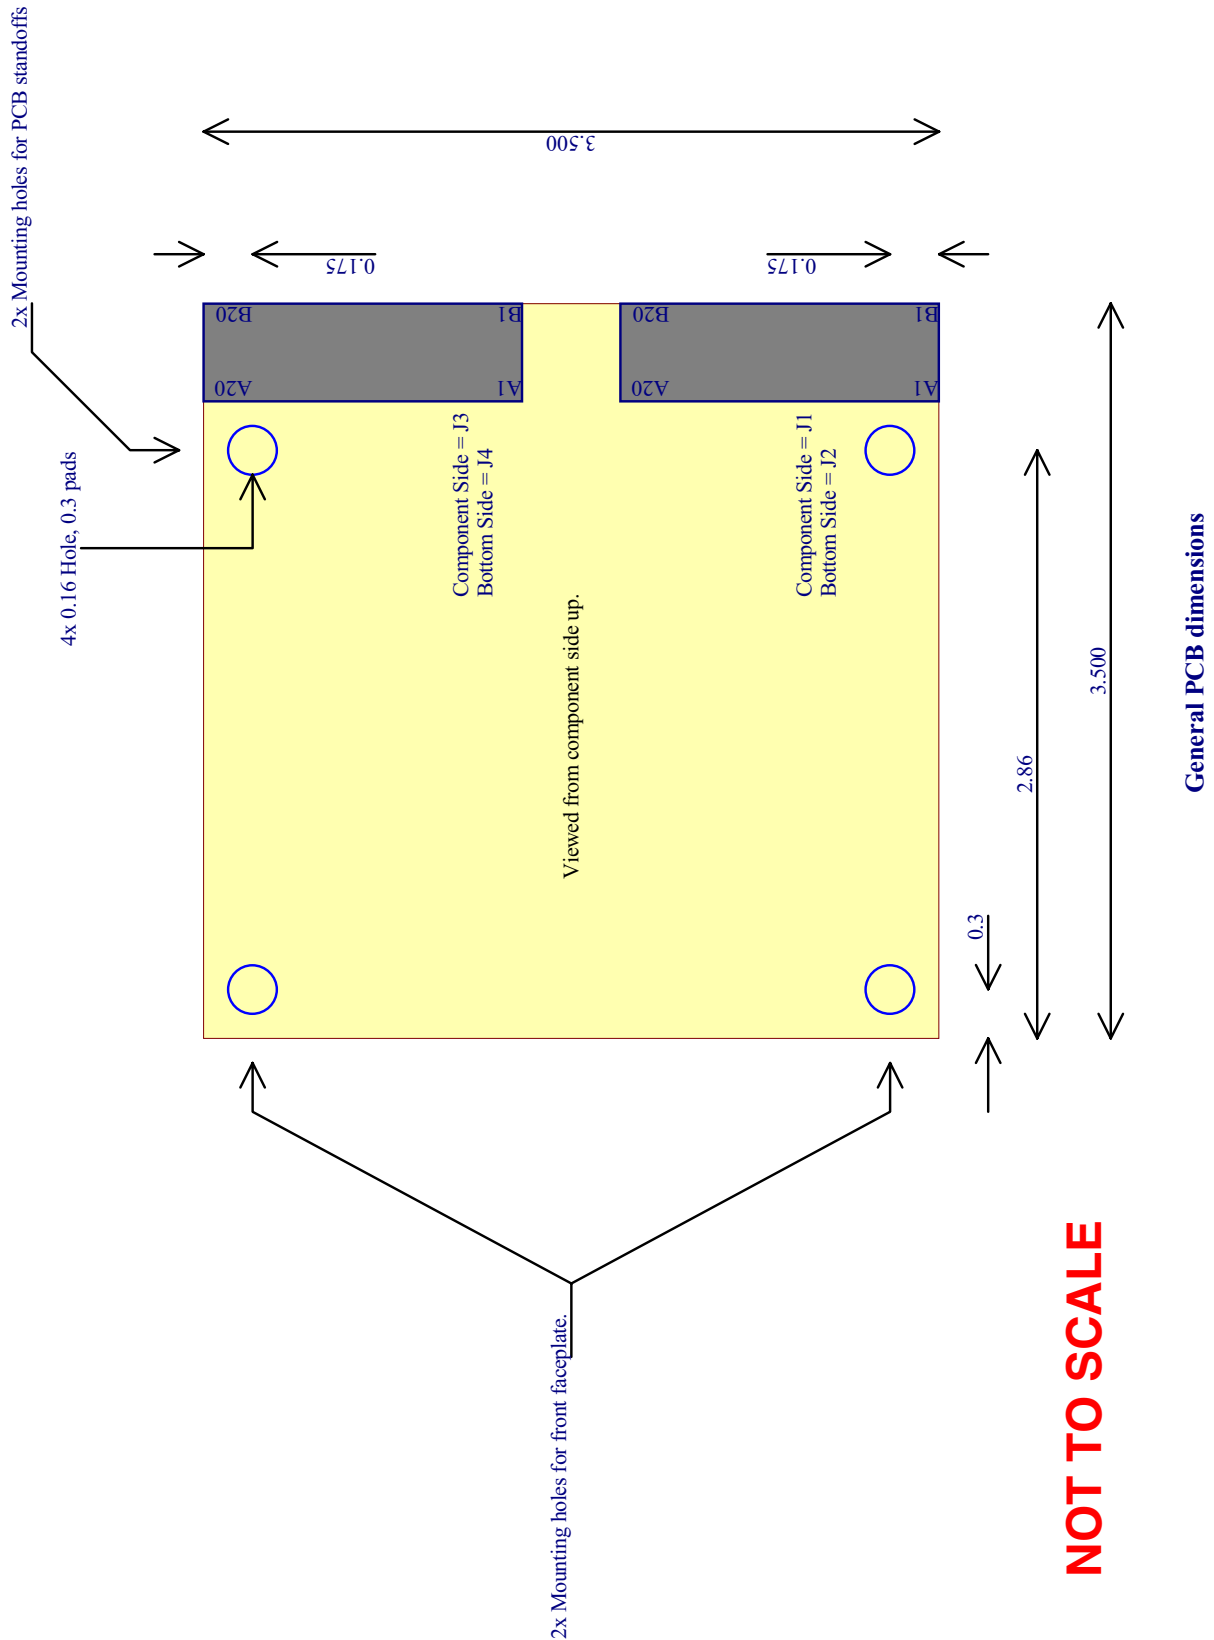 2x Mounting holes for PCB standoffs
4x 0.16 Hole, 0.3 pads
3.500
0.175
0.175
B20
B1
A20
A1
B20
B1
A20
A1
Component Side = J3
Bottom Side = J4
Component Side = J1
Bottom Side = J2
Viewed from component side up.
0.3
2.86
3.500
General PCB dimensions
2x Mounting holes for front faceplate.
NOT TO SCALE